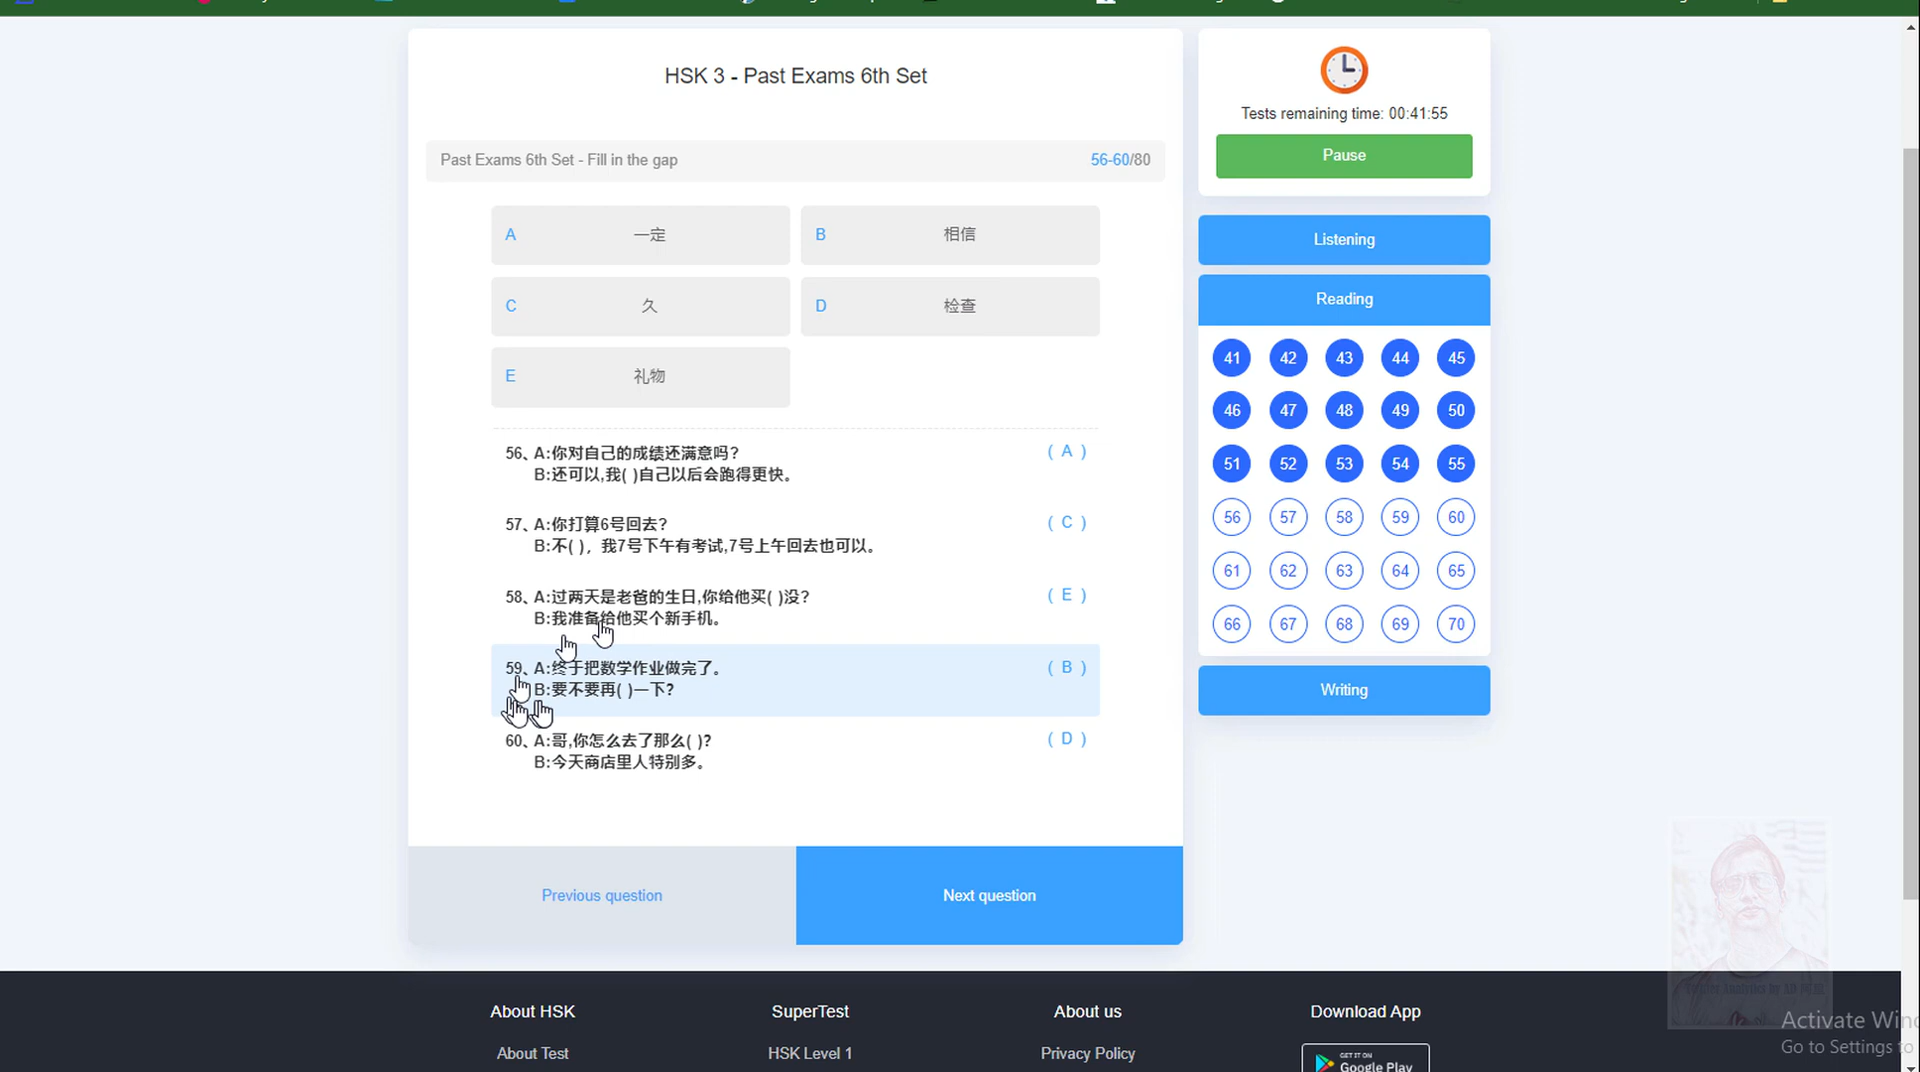 HSK 3 - Past Exams 6th Set
Past Exams 6th Set - Fill in the gap
56-60/80
A 一定
B 相信
C 久
D 检查
E 礼物
56、A:你对自己的成绩还满意吗? ( A )
B:还可以,我( )自己以后会跑得更快。
57、A:你打算6号回去? ( C )
B:不( )，我7号下午有考试,7号上午回去也可以。
58、A:过两天是老爸的生日,你给他买( )没? ( E )
B:我准备给他买个新手机。
59、A:终于把数学作业做完了。 ( B )
B:要不要再( )一下?
60、A:哥,你怎么去了那么( )? ( D )
B:今天商店里人特别多。
Previous question
Next question
Tests remaining time: 00:41:55
Pause
Listening
Reading
41 42 43 44 45
46 47 48 49 50
51 52 53 54 55
56 57 58 59 60
61 62 63 64 65
66 67 68 69 70
Writing
About HSK
SuperTest
About us
Download App
About Test
HSK Level 1
Privacy Policy
GET IT ON
Google Play
Activate Win
Go to Settings to